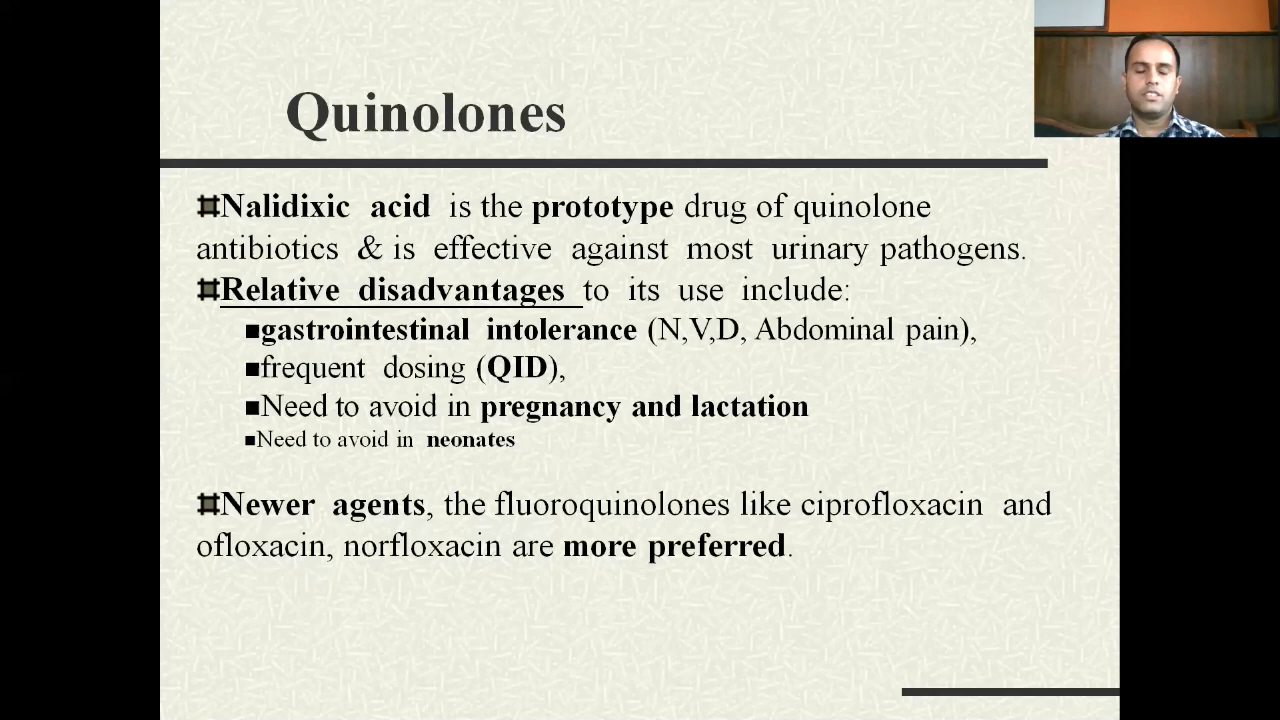 Quinolones
Nalidixic acid is the prototype drug of quinolone
antibiotics & is effective against most urinary pathogens.
Relative disadvantages to its use include:
gastrointestinal intolerance (N,V,D, Abdominal pain),
frequent dosing (QID),
Need to avoid in pregnancy and lactation
Need to avoid in neonates
Newer agents, the fluoroquinolones like ciprofloxacin and
ofloxacin, norfloxacin are more preferred.